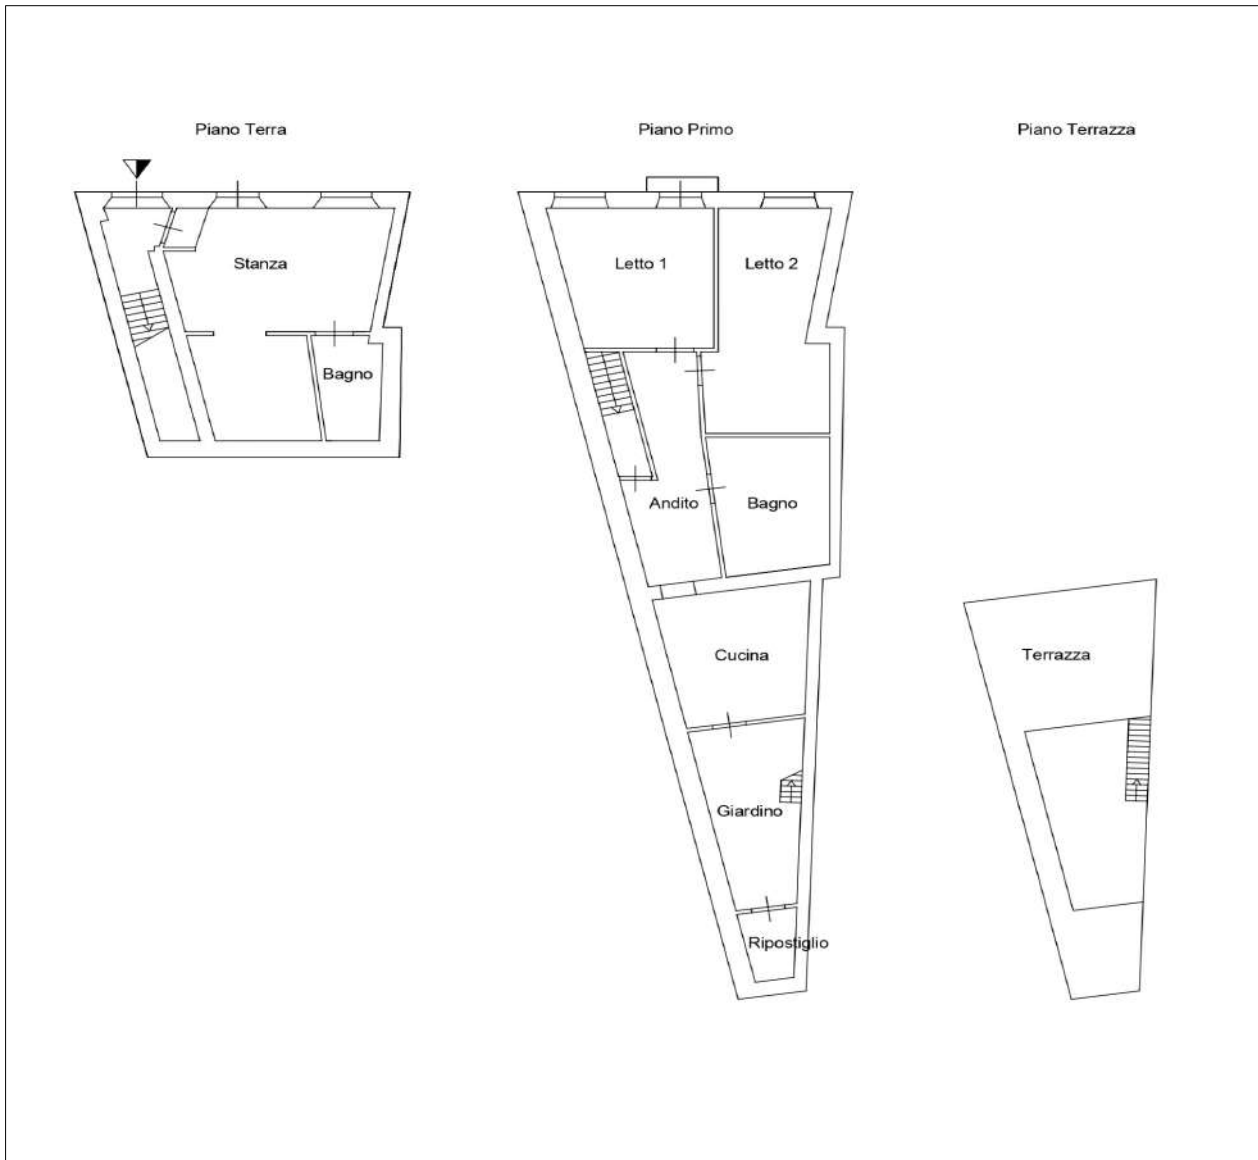 Piano Terra
Piano Primo
Piano Terrazza
Stanza
Letto 1
Letto 2
Bagno
Andito
Bagno
Cucina
Terrazza
Giardino
Ripostiglio